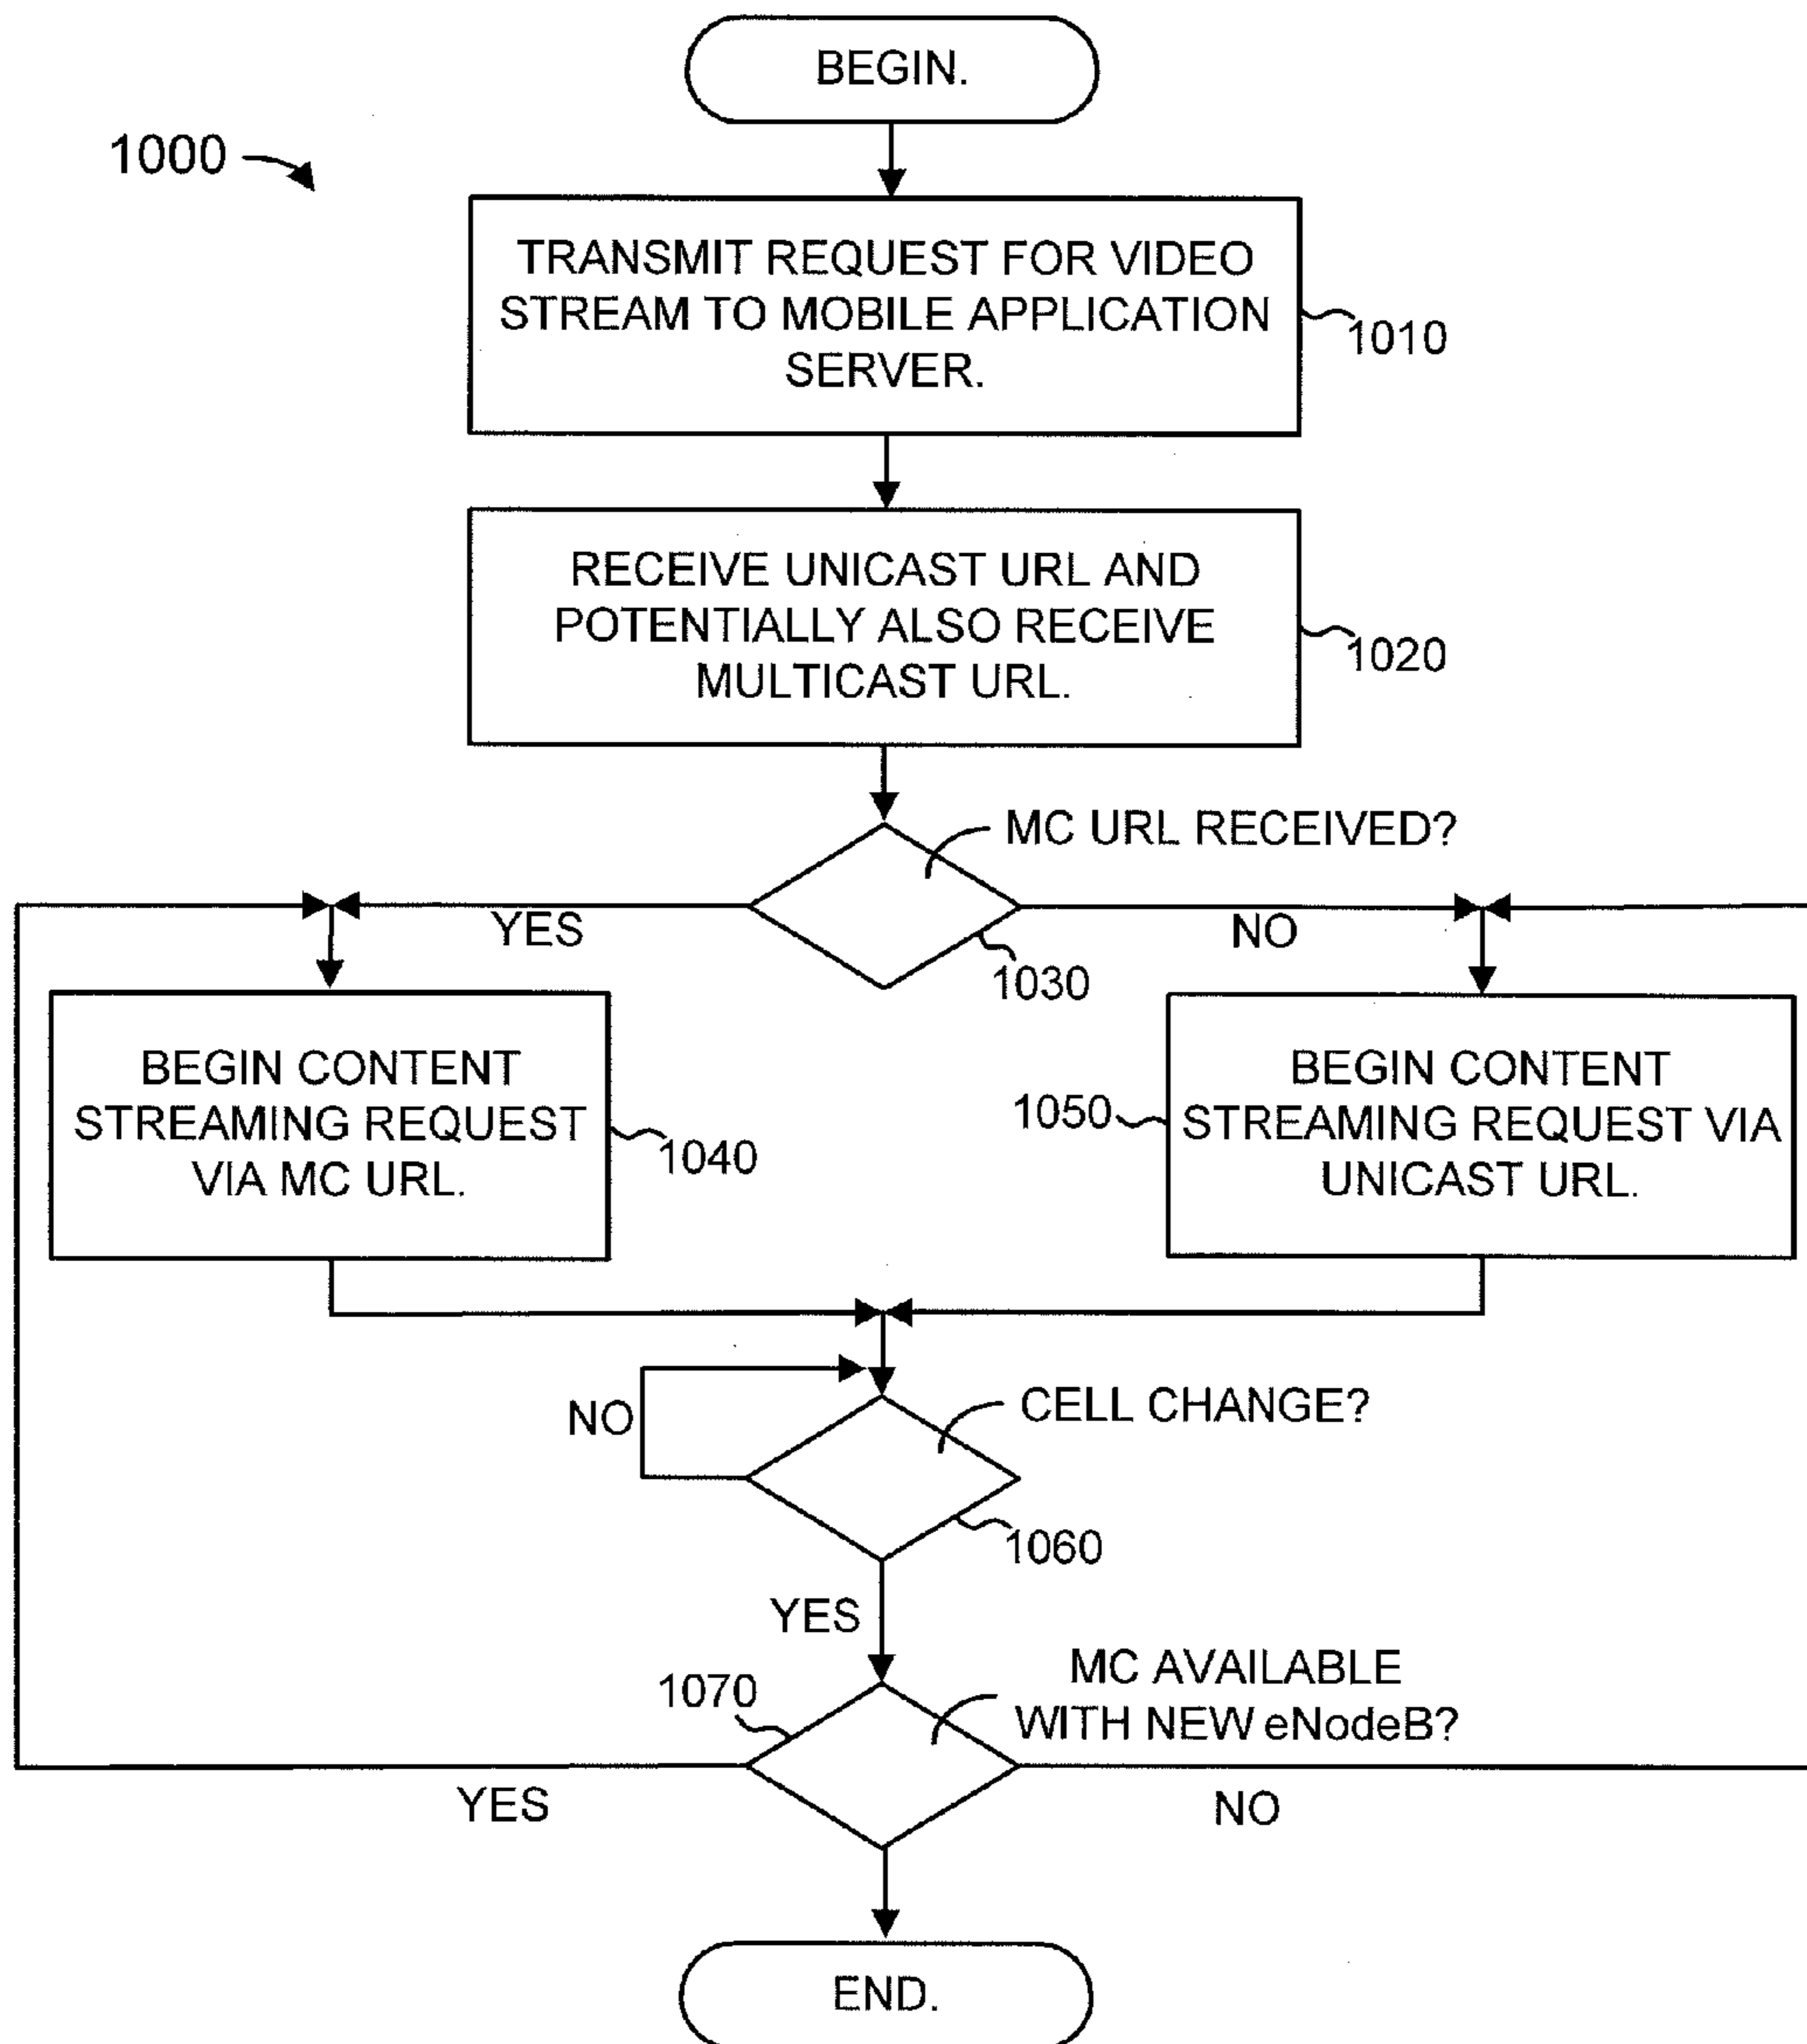 BEGIN.
1000
TRANSMIT REQUEST FOR VIDEO
STREAM TO MOBILE APPLICATION
SERVER.
1010
RECEIVE UNICAST URL AND
POTENTIALLY ALSO RECEIVE
MULTICAST URL.
1020
MC URL RECEIVED?
YES
NO
1030
BEGIN CONTENT
STREAMING REQUEST
VIA MC URL.
1040
1050
BEGIN CONTENT
STREAMING REQUEST VIA
UNICAST URL.
NO
CELL CHANGE?
1060
YES
1070
MC AVAILABLE
WITH NEW eNodeB?
YES
NO
END.